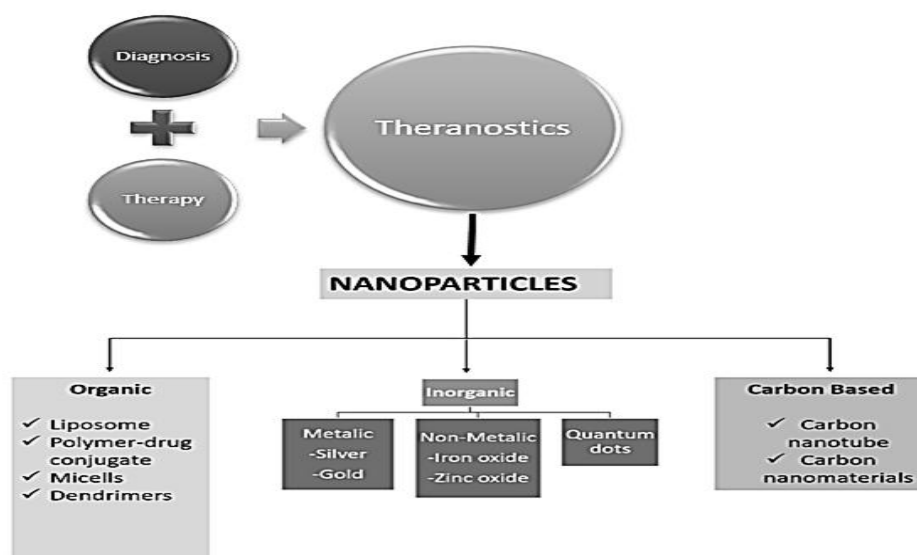 Diagnosis
Therapy
Theranostics
NANOPARTICLES
Organic
✓ Liposome
✓ Polymer-drug
conjugate
✓ Micells
✓ Dendrimers
Inorganic
Metalic
-Silver
-Gold
Non-Metalic
-Iron oxide
-Zinc oxide
Quantum
dots
Carbon Based
✓ Carbon
nanotube
✓ Carbon
nanomaterials